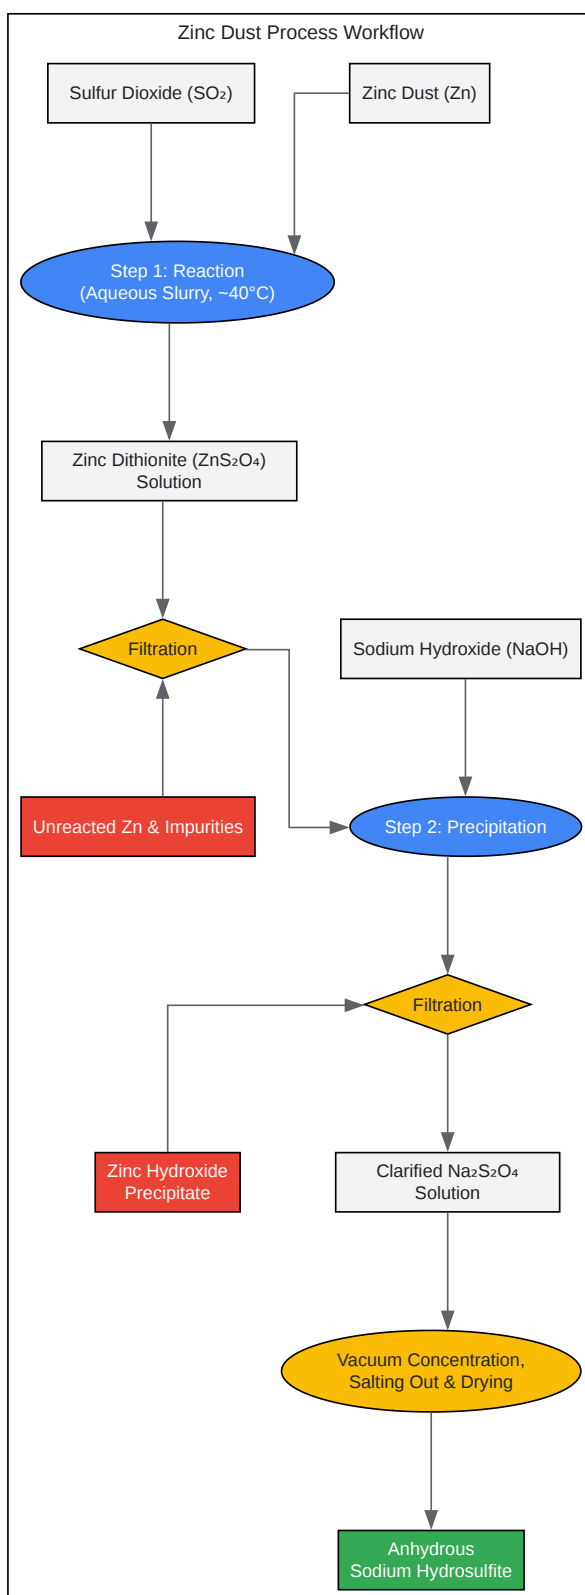 Zinc Dust Process Workflow
Sulfur Dioxide (SO₂)
Zinc Dust (Zn)
Step 1: Reaction
(Aqueous Slurry, ~40°C)
Zinc Dithionite (ZnS₂O₄)
Solution
Filtration
Sodium Hydroxide (NaOH)
Unreacted Zn & Impurities
Step 2: Precipitation
Filtration
Zinc Hydroxide
Precipitate
Clarified Na₂S₂O₄
Solution
Vacuum Concentration,
Salting Out & Drying
Anhydrous
Sodium Hydrosulfite